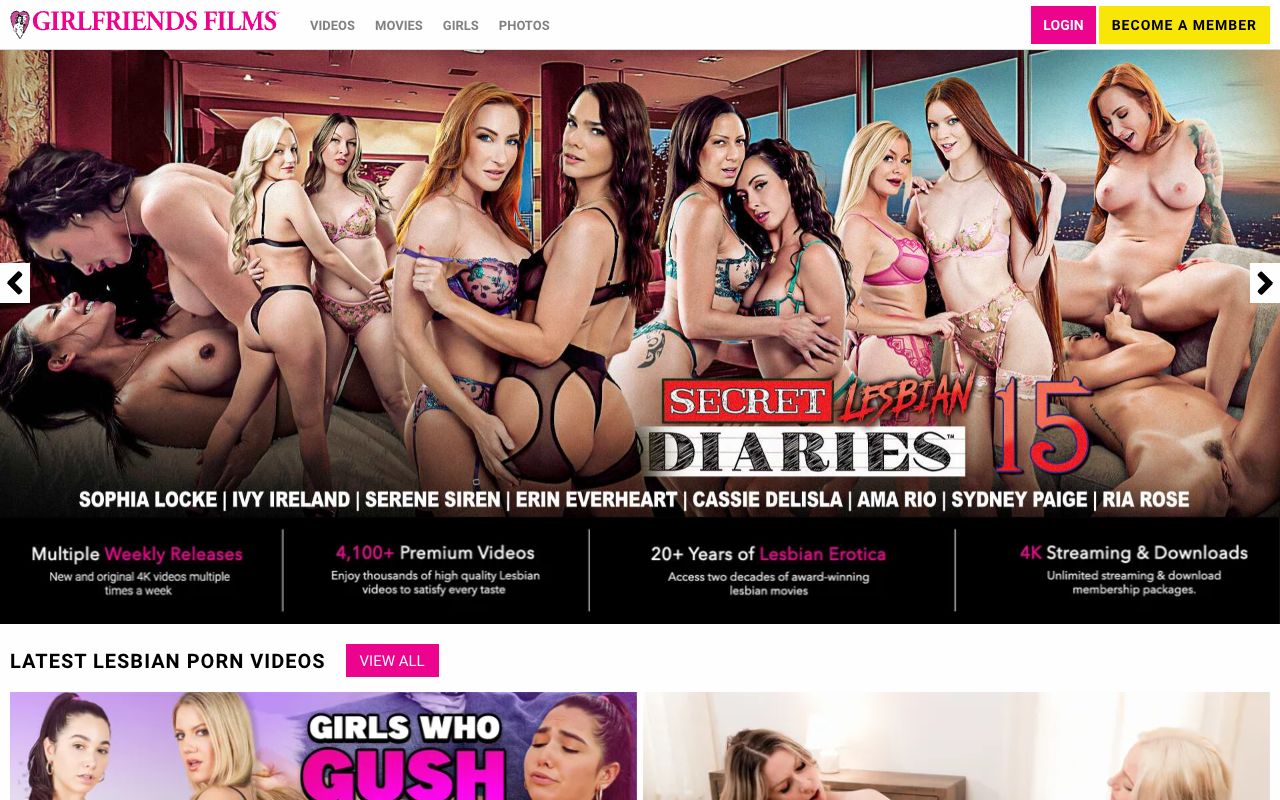 GIRLFRIENDS FILMS
VIDEOS MOVIES GIRLS PHOTOS
LOGIN BECOME A MEMBER
SECRET LESBIAN 15
DIARIES™
SOPHIA LOCKE | IVY IRELAND | SERENE SIREN | ERIN EVERHEART | CASSIE DELISLA | AMA RIO | SYDNEY PAIGE | RIA ROSE
Multiple Weekly Releases
New and original 4K videos multiple
times a week
4,100+ Premium Videos
Enjoy thousands of high quality Lesbian
videos to satisfy every taste
20+ Years of Lesbian Erotica
Access two decades of award-winning
lesbian movies
4K Streaming & Downloads
Unlimited streaming & download
membership packages.
LATEST LESBIAN PORN VIDEOS VIEW ALL
GIRLS WHO
GUSH